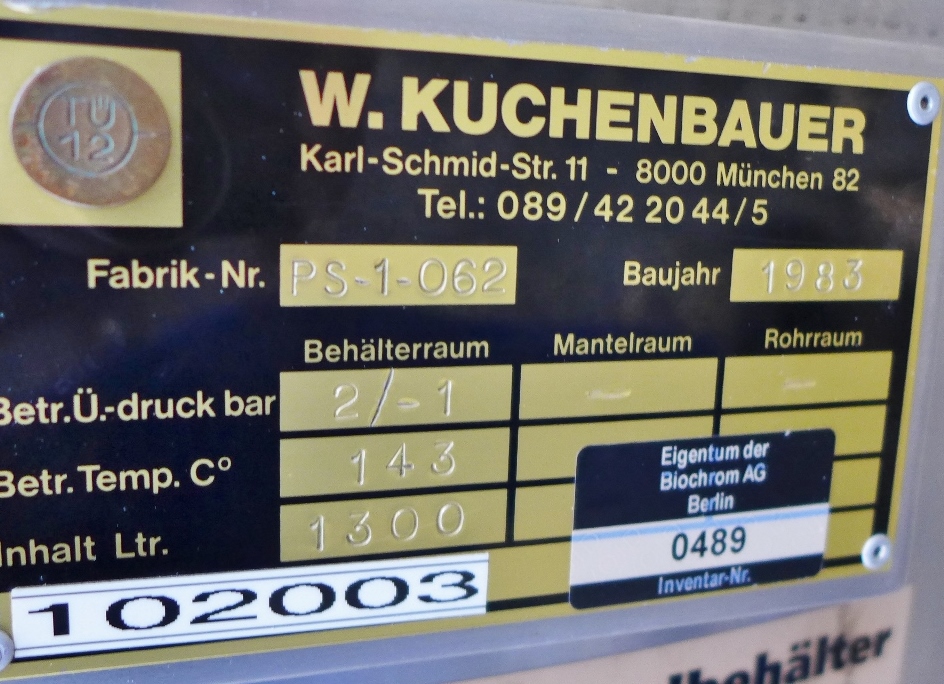 TÜ
12
W. KUCHENBAUER
Karl-Schmid-Str. 11 - 8000 München 82
Tel.: 089/42 20 44/5
Fabrik-Nr. PS-1-062 Baujahr 1983
Behälterraum Mantelraum Rohrraum
Betr.Ü.-druck bar 2/-1 - -
Betr. Temp. C° 143
Inhalt Ltr. 1300
Eigentum der
Biochrom AG
Berlin
0489
Inventar-Nr.
102003
lbehälter